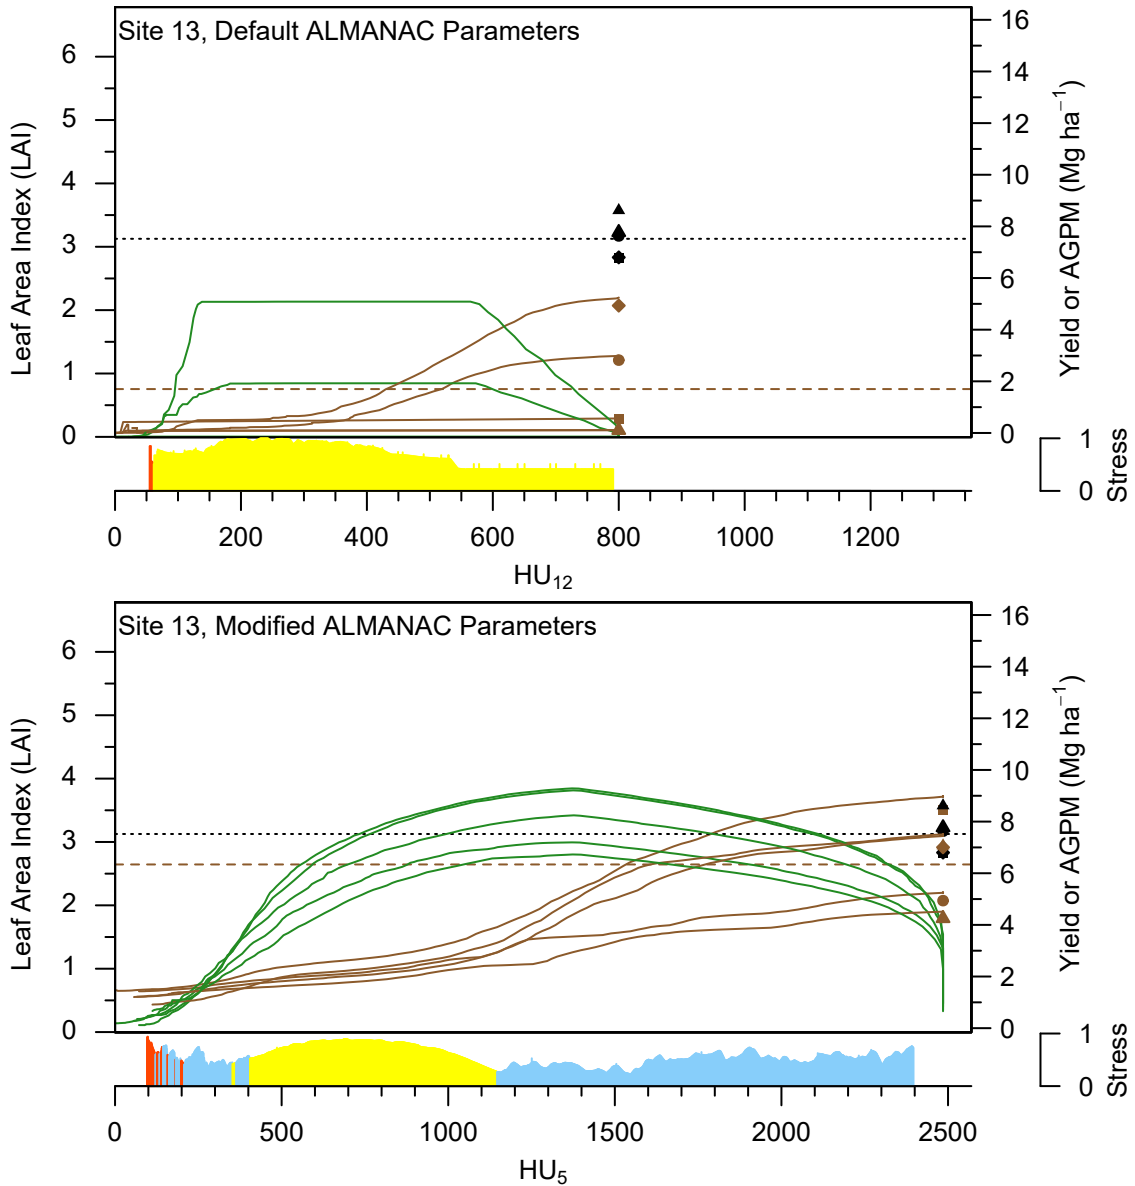 Site 13, Default ALMANAC Parameters
Leaf Area Index (LAI)
0 1 2 3 4 5 6
Yield or AGPM (Mg ha−1)
0 2 4 6 8 10 12 14 16
Stress
0 1
0 200 400 600 800 1000 1200
HU12
Site 13, Modified ALMANAC Parameters
Leaf Area Index (LAI)
0 1 2 3 4 5 6
Yield or AGPM (Mg ha−1)
0 2 4 6 8 10 12 14 16
Stress
0 1
0 500 1000 1500 2000 2500
HU5